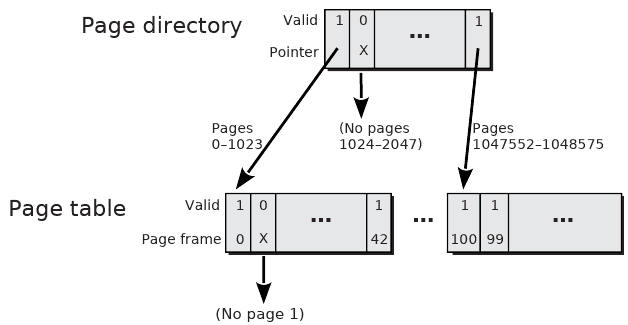 Page directory
Valid 1 0 ... 1
Pointer X
Pages
0–1023
(No pages
1024–2047)
Pages
1047552–1048575
Page table
Valid 1 0 ... 1 ... 1 1 ...
Page frame 0 X 42 100 99
(No page 1)